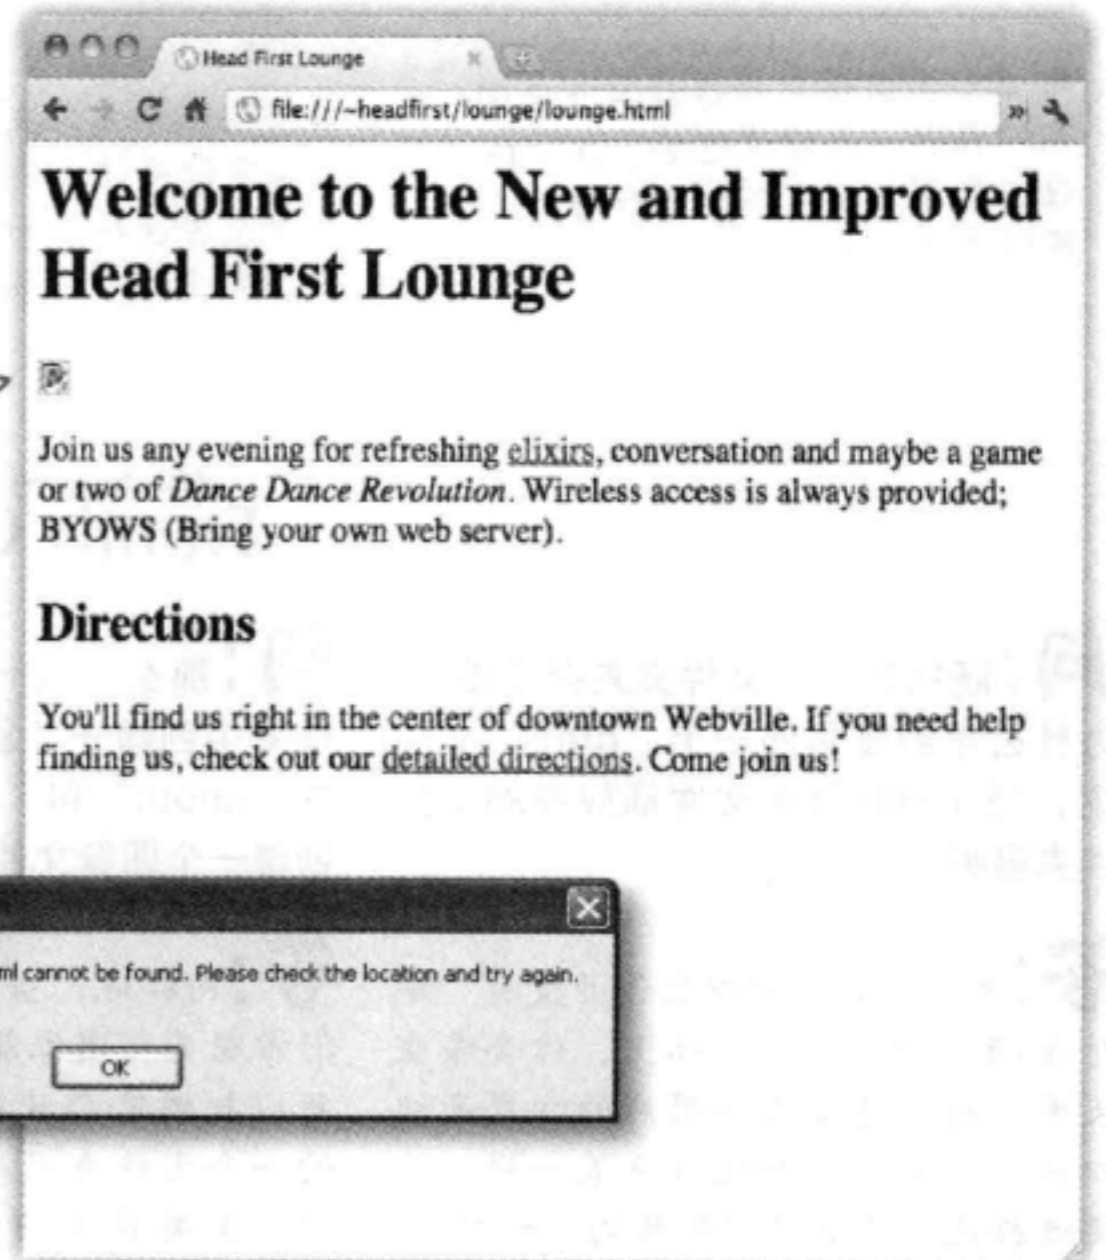 Head First Lounge
file:///~headfirst/lounge/lounge.html
Welcome to the New and Improved
Head First Lounge
Join us any evening for refreshing elixirs, conversation and maybe a game
or two of Dance Dance Revolution. Wireless access is always provided;
BYOWS (Bring your own web server).
Directions
You'll find us right in the center of downtown Webville. If you need help
finding us, check out our detailed directions. Come join us!
ml cannot be found. Please check the location and try again.
OK